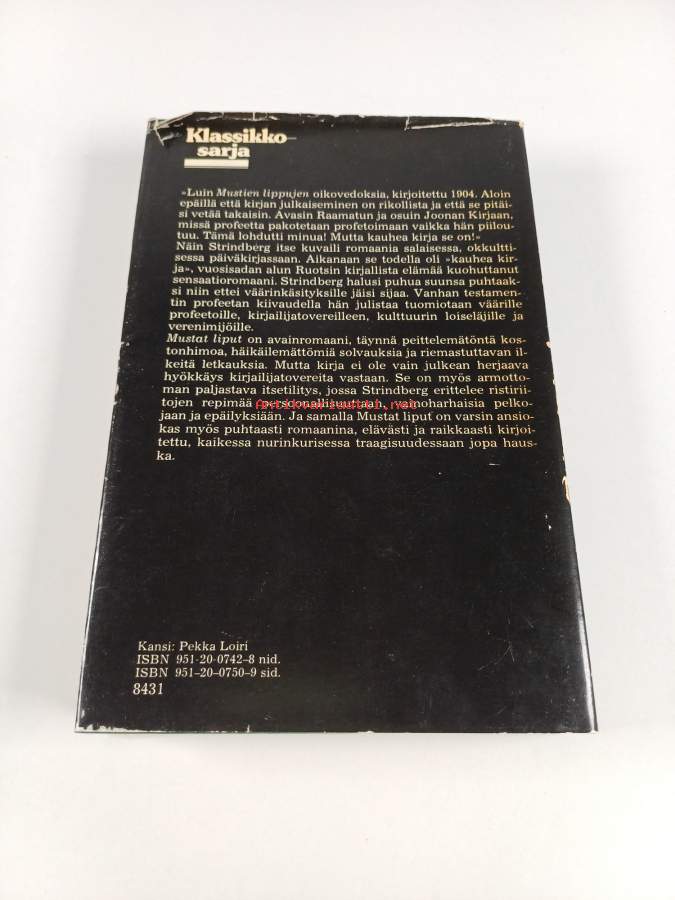 Klassikko-
sarja
»Luin Mustien lippujen oikovedoksia, kirjoitettu 1904. Aloin
epäillä että kirjan julkaiseminen on rikollista ja että se pitäi-
si vetää takaisin. Avasin Raamatun ja osuin Joonan Kirjaan,
missä profeetta pakotetaan profetoimaan vaikka hän piilou-
tuu. Tämä lohdutti minua! Mutta kauhea kirja se on!»
Näin Strindberg itse kuvaili romaania salaisessa, okkultti-
sessa päiväkirjassaan. Aikanaan se todella oli »kauhea kir-
ja», vuosisadan alun Ruotsin kirjallista elämää kuohuttanut
sensaatioromaani. Strindberg halusi puhua suunsa puhtaak-
si niin ettei väärinkäsityksille jäisi sijaa. Vanhan testamen-
tin profeetan kiivaudella hän julistaa tuomiotaan väärille
profeetoille, kirjailijatovereilleen, kulttuurin loiseläjille ja
verenimijöille.
Mustat liput on avainromaani, täynnä peittelemätöntä kos-
tonhimoa, häikäilemättömiä solvauksia ja riemastuttavan il-
keitä letkauksia. Mutta kirja ei ole vain julkean herjaava
hyökkäys kirjailijatovereita vastaan. Se on myös armotto-
man paljastava itsetilitys, jossa Strindberg erittelee ristirii-
tojen repimää persoonallisuuttaan, vainoharhaisia pelko-
jaan ja epäilyksiään. Ja samalla Mustat liput on varsin ansio-
kas myös puhtaasti romaanina, elävästi ja raikkaasti kirjoi-
tettu, kaikessa nurinkurisessa traagisuudessaan jopa haus-
ka.
Antikvariaatit.net
Kansi: Pekka Loiri
ISBN 951-20-0742-8 nid.
ISBN 951-20-0750-9 sid.
8431